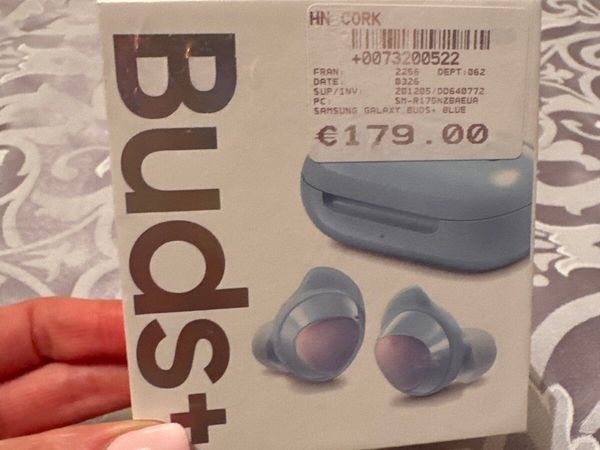 Buds+
HN CORK
+0073200522
FRAN: 2256 DEPT:062
DATE: 0326
SUP/INV: 201205/00640772
PC: SM-R175NZBAEUA
SAMSUNG GALAXY BUDS+ BLUE
€179.00